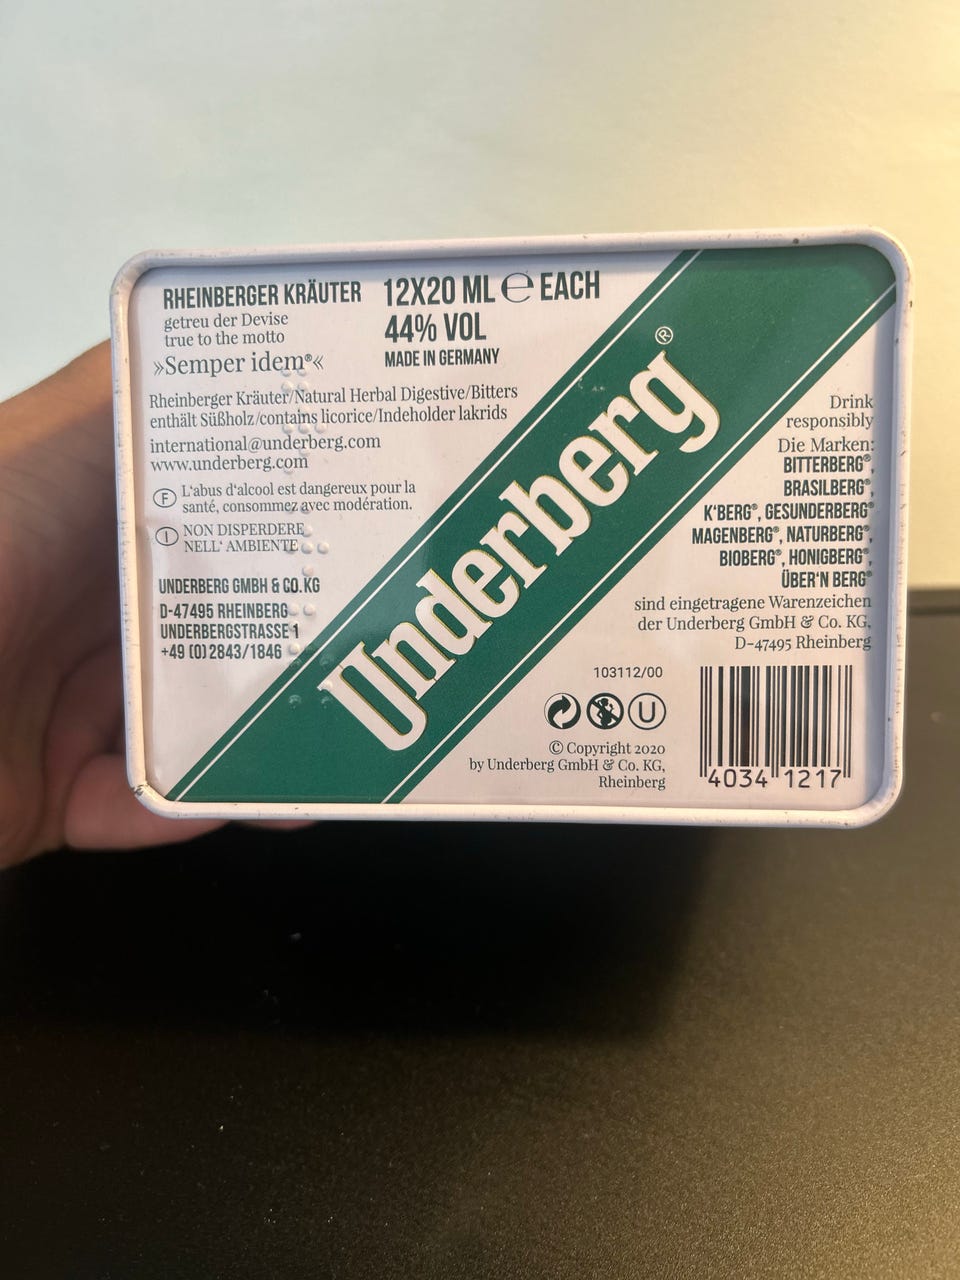 RHEINBERGER KRÄUTER
getreu der Devise
true to the motto
»Semper idem®«
12X20 ML ℮ EACH
44% VOL
MADE IN GERMANY
Rheinberger Kräuter/Natural Herbal Digestive/Bitters
enthält Süßholz/contains licorice/Indeholder lakrids
international@underberg.com
www.underberg.com
F L'abus d'alcool est dangereux pour la
santé, consommez avec modération.
I NON DISPERDERE
NELL' AMBIENTE
UNDERBERG GMBH & CO. KG
D-47495 RHEINBERG
UNDERBERGSTRASSE 1
+49 (0) 2843/1846
Underberg®
Drink
responsibly
Die Marken:
BITTERBERG®,
BRASILBERG®,
K'BERG®, GESUNDERBERG®
MAGENBERG®, NATURBERG®,
BIOBERG®, HONIGBERG®,
ÜBER'N BERG®
sind eingetragene Warenzeichen
der Underberg GmbH & Co. KG,
D-47495 Rheinberg
103112/00
U
© Copyright 2020
by Underberg GmbH & Co. KG,
Rheinberg
4034 1217